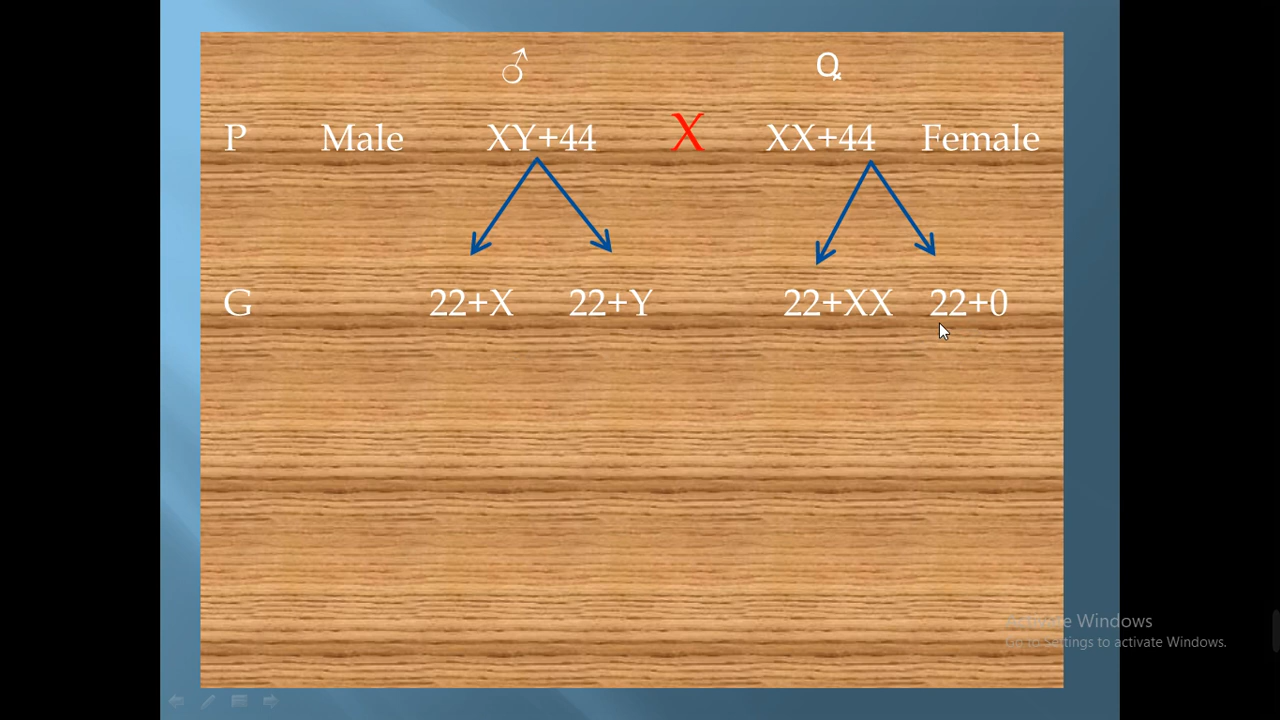 ♂ ♀
P Male XY+44 X XX+44 Female
G 22+X 22+Y 22+XX 22+0
Activate Windows
Go to Settings to activate Windows.